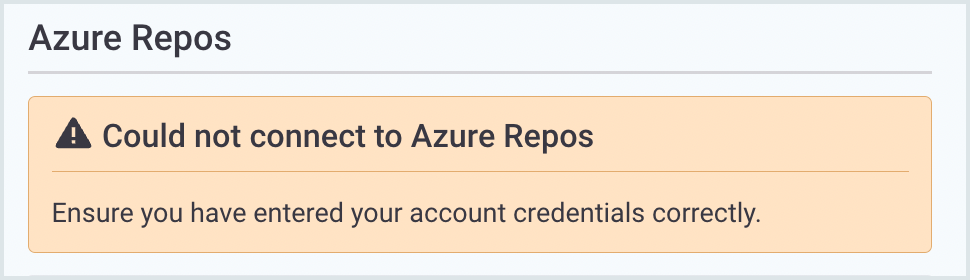 Azure Repos
Could not connect to Azure Repos
Ensure you have entered your account credentials correctly.